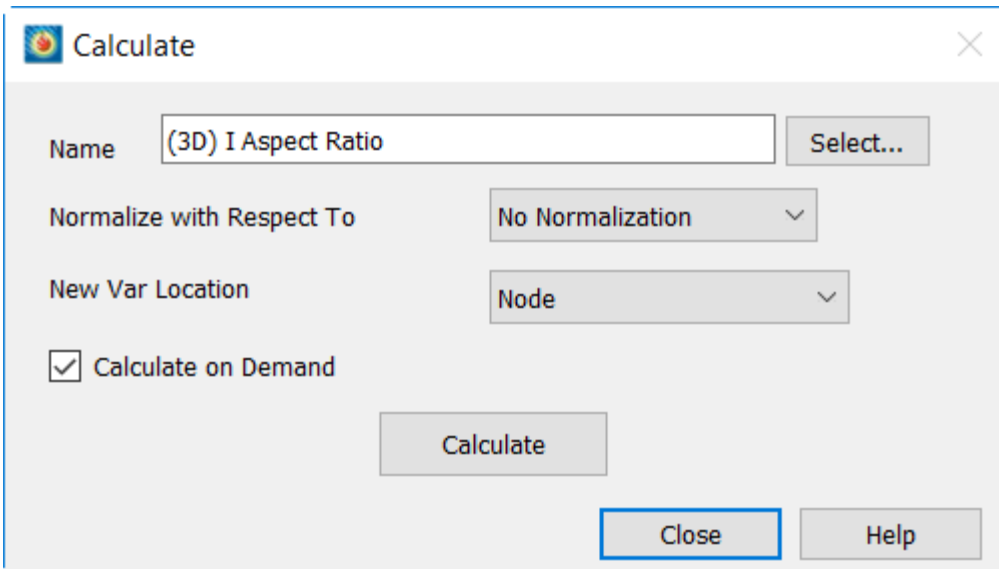 Calculate
Name (3D) I Aspect Ratio Select...
Normalize with Respect To No Normalization
New Var Location Node
Calculate on Demand
Calculate
Close Help